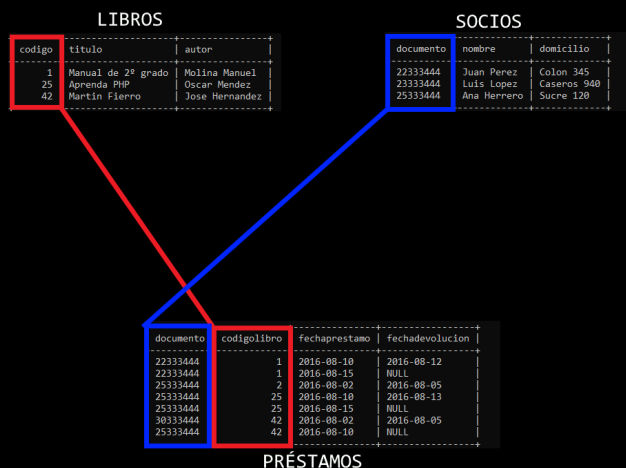 LIBROS
codigo | titulo | autor |
1 | Manual de 2º grado | Molina Manuel |
25 | Aprenda PHP | Oscar Mendez |
42 | Martin Fierro | Jose Hernandez |
SOCIOS
documento | nombre | domicilio |
22333444 | Juan Perez | Colon 345 |
23333444 | Luis Lopez | Caseros 940 |
25333444 | Ana Herrero | Sucre 120 |
documento | codigolibro | fechaprestamo | fechadevolucion |
22333444 | 1 | 2016-08-10 | 2016-08-12 |
22333444 | 1 | 2016-08-15 | NULL |
25333444 | 2 | 2016-08-02 | 2016-08-05 |
25333444 | 25 | 2016-08-10 | 2016-08-13 |
25333444 | 25 | 2016-08-15 | NULL |
30333444 | 42 | 2016-08-02 | 2016-08-05 |
25333444 | 42 | 2016-08-10 | NULL |
PRÉSTAMOS